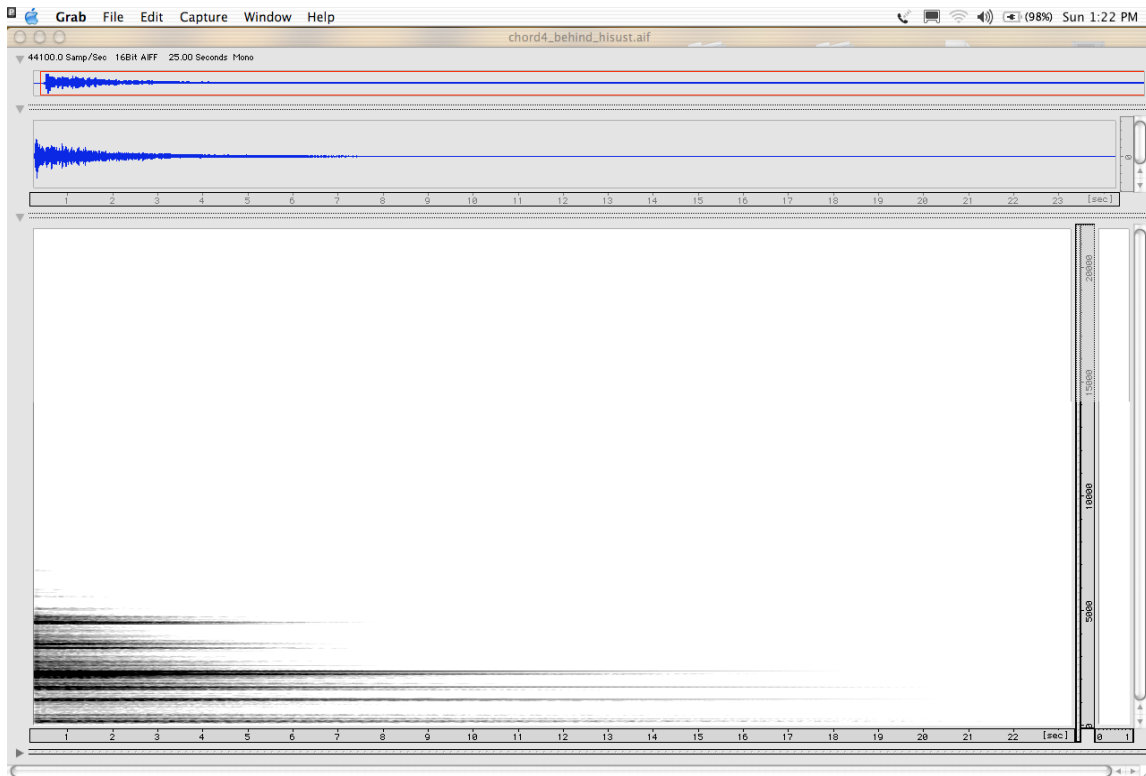 Grab File Edit Capture Window Help (98%) Sun 1:22 PM
chord4_behind_hisust.aif
44100.0 Samp/Sec 16Bit AIFF 25.00 Seconds Mono
0
1 2 3 4 5 6 7 8 9 10 11 12 13 14 15 16 17 18 19 20 21 22 23 [sec]
20000
15000
10000
5000
0
1 2 3 4 5 6 7 8 9 10 11 12 13 14 15 16 17 18 19 20 21 22 [sec] 0 1